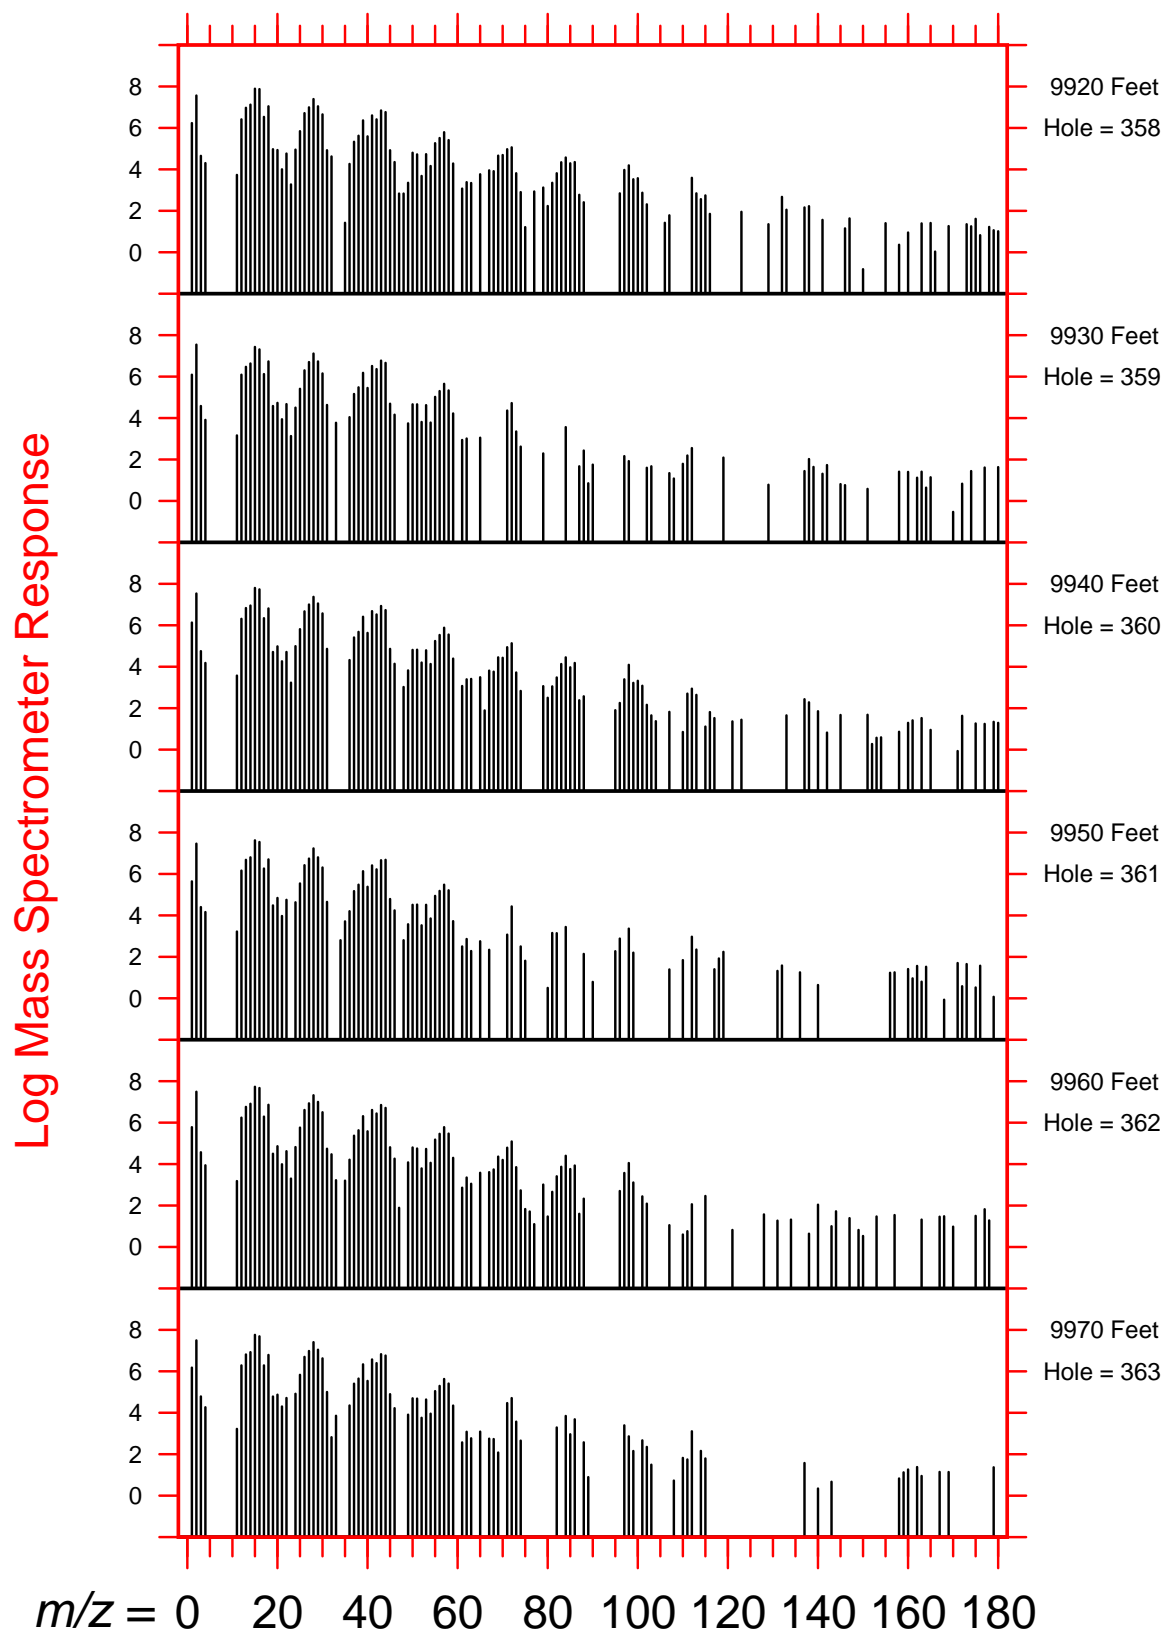 8
6
4
2
0
9920 Feet
Hole = 358
8
6
4
2
0
9930 Feet
Hole = 359
8
6
4
2
0
9940 Feet
Hole = 360
8
6
4
2
0
9950 Feet
Hole = 361
8
6
4
2
0
9960 Feet
Hole = 362
8
6
4
2
0
9970 Feet
Hole = 363
Log Mass Spectrometer Response
m/z = 0 20 40 60 80 100 120 140 160 180